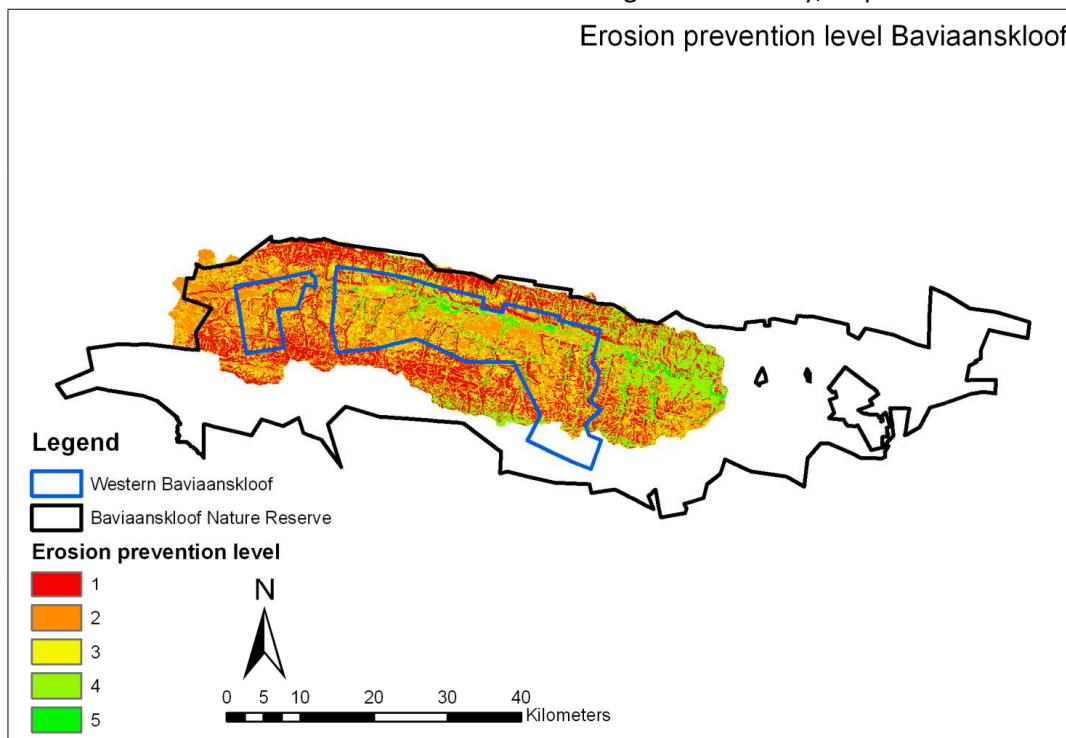 Erosion prevention level Baviaanskloof
Legend
Western Baviaanskloof
Baviaanskloof Nature Reserve
Erosion prevention level
1
2
3
4
5
N
0 5 10 20 30 40
Kilometers